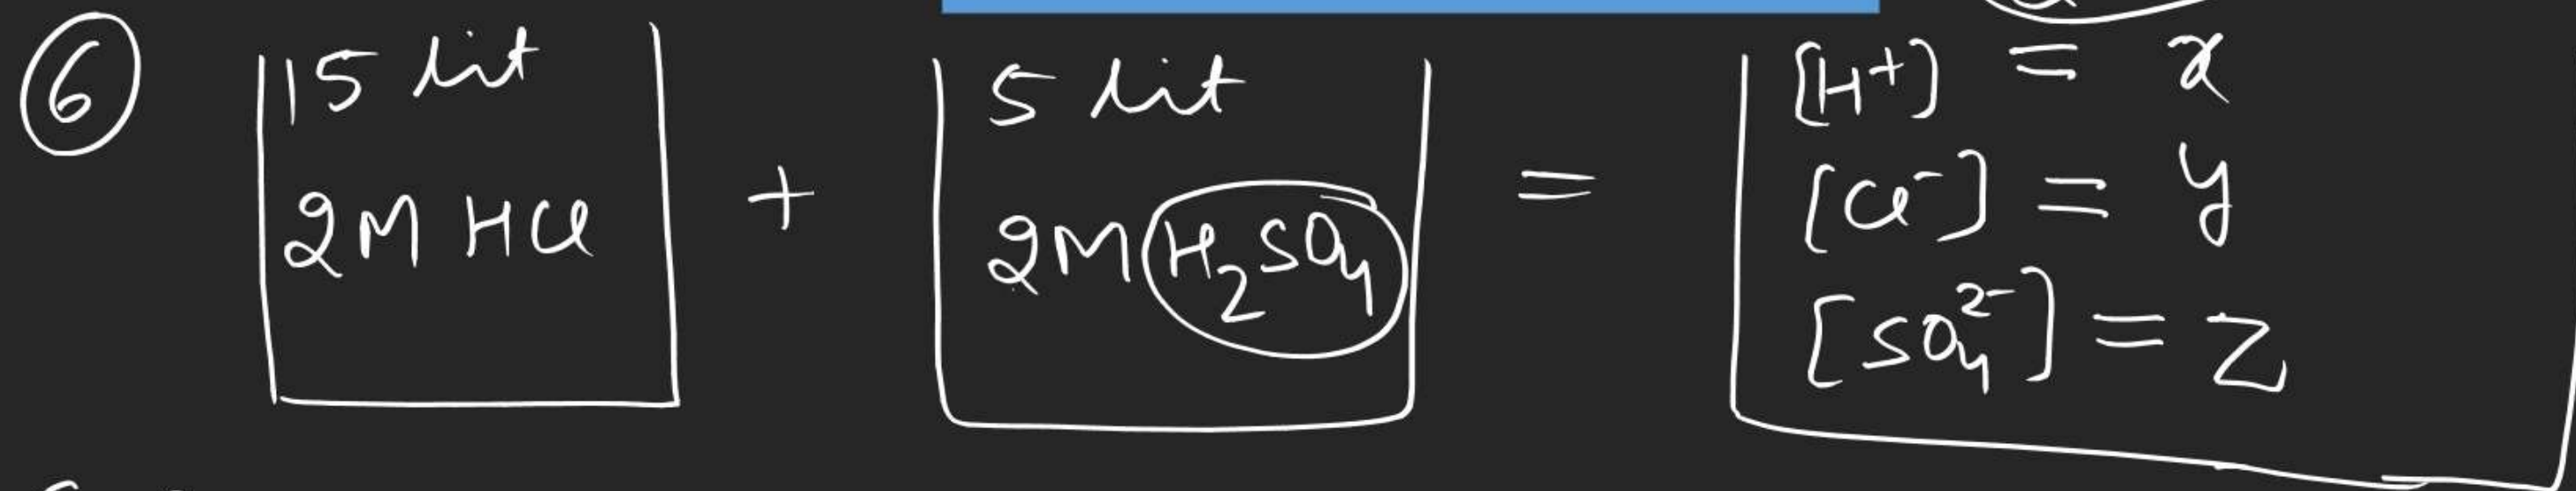 6
15 lit + 5 lit = [H⁺] = x
2M HCl 2M H₂SO₄ [Cl⁻] = y
[SO₄²⁻] = Z